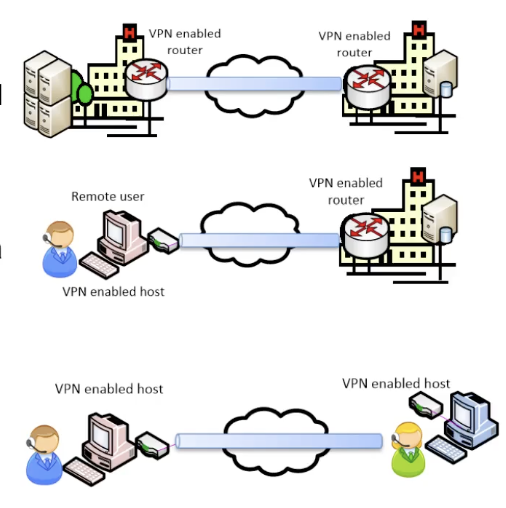 VPN enabled
router
VPN enabled
router
H
H
Remote user
VPN enabled
router
H
VPN enabled host
VPN enabled host
VPN enabled host